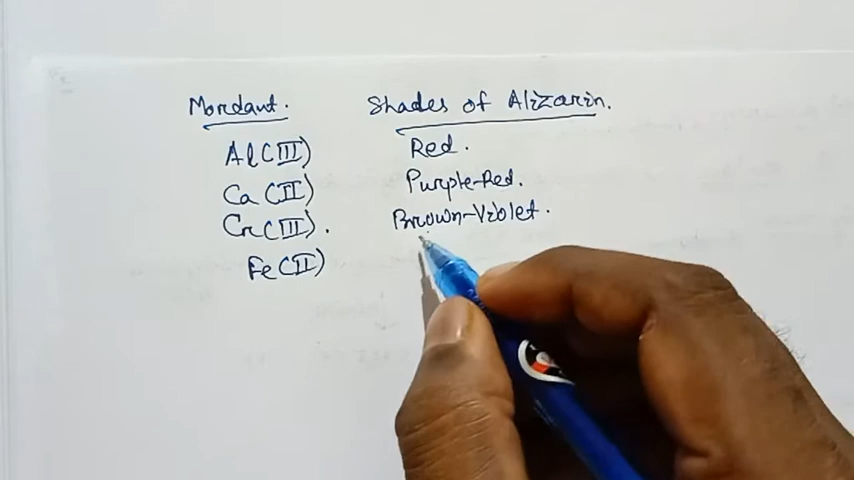 Mordant. Shades of Alizarin.
Al(III) Red.
Ca (II) Purple-Red.
Cr(III). Brown-Violet.
Fe(II)